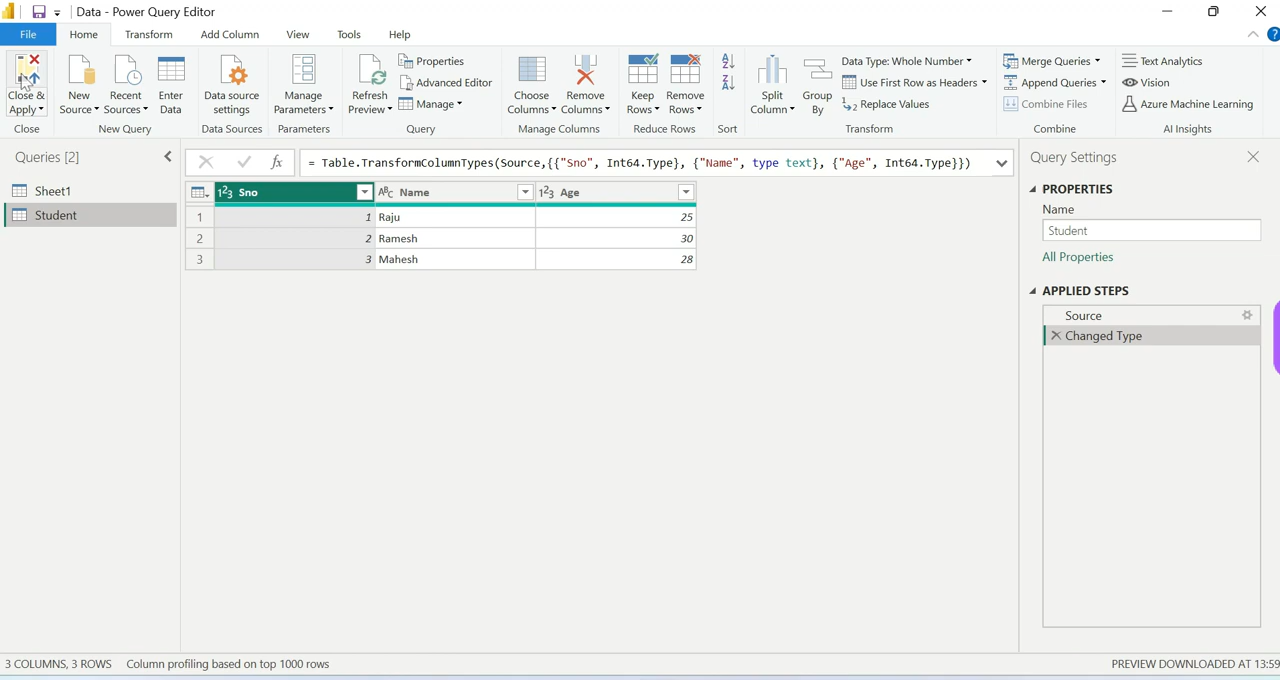 Data - Power Query Editor
File Home Transform Add Column View Tools Help
Close & Apply
Close
New Source
Recent Sources
Enter Data
New Query
Data source settings
Data Sources
Manage Parameters
Parameters
Refresh Preview
Properties
Advanced Editor
Manage
Query
Choose Columns
Remove Columns
Manage Columns
Keep Rows
Remove Rows
Reduce Rows
Sort
Split Column
Group By
Data Type: Whole Number
Use First Row as Headers
Replace Values
Transform
Merge Queries
Append Queries
Combine Files
Combine
Text Analytics
Vision
Azure Machine Learning
AI Insights
Queries [2]
Sheet1
Student
fx
= Table.TransformColumnTypes(Source,{{"Sno", Int64.Type}, {"Name", type text}, {"Age", Int64.Type}})
123 Sno ABC Name 123 Age
1 1 Raju 25
2 2 Ramesh 30
3 3 Mahesh 28
Query Settings
PROPERTIES
Name
Student
All Properties
APPLIED STEPS
Source
Changed Type
3 COLUMNS, 3 ROWS Column profiling based on top 1000 rows
PREVIEW DOWNLOADED AT 13:59